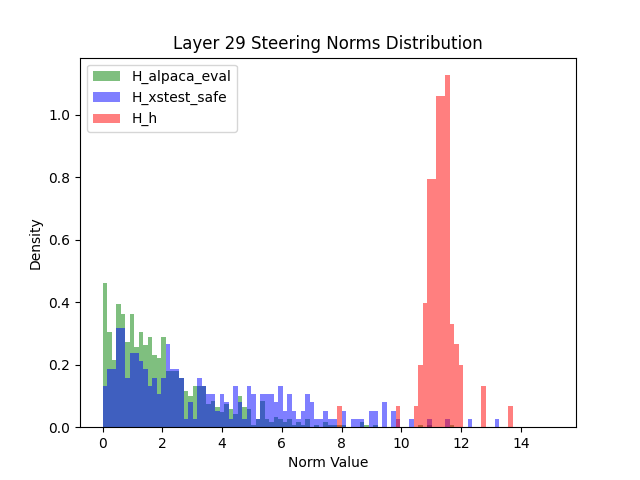 Layer 29 Steering Norms Distribution
H_alpaca_eval
H_xstest_safe
H_h
Density
1.0
0.8
0.6
0.4
0.2
0.0
0 2 4 6 8 10 12 14
Norm Value